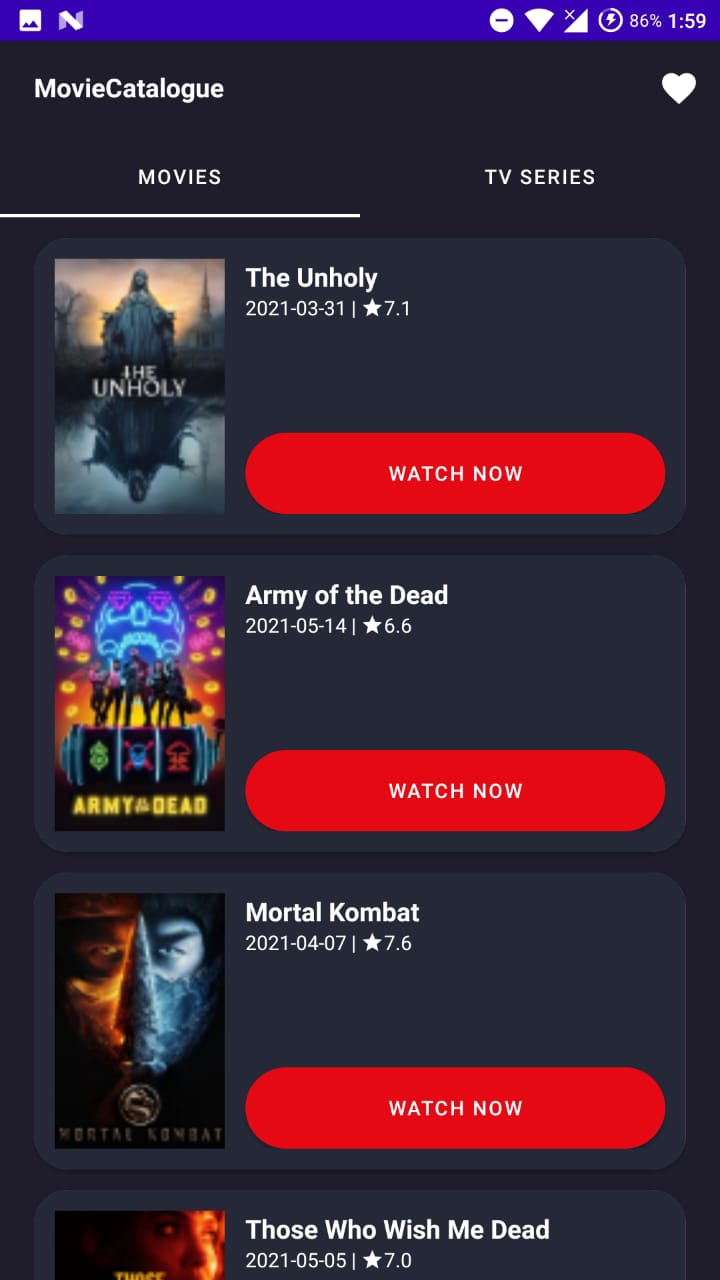 86% 1:59
MovieCatalogue
MOVIES
TV SERIES
THE
UNHOLY
The Unholy
2021-03-31 | ★7.1
WATCH NOW
ARMY OF THE DEAD
Army of the Dead
2021-05-14 | ★6.6
WATCH NOW
MORTAL KOMBAT
Mortal Kombat
2021-04-07 | ★7.6
WATCH NOW
THOSE
Those Who Wish Me Dead
2021-05-05 | ★7.0